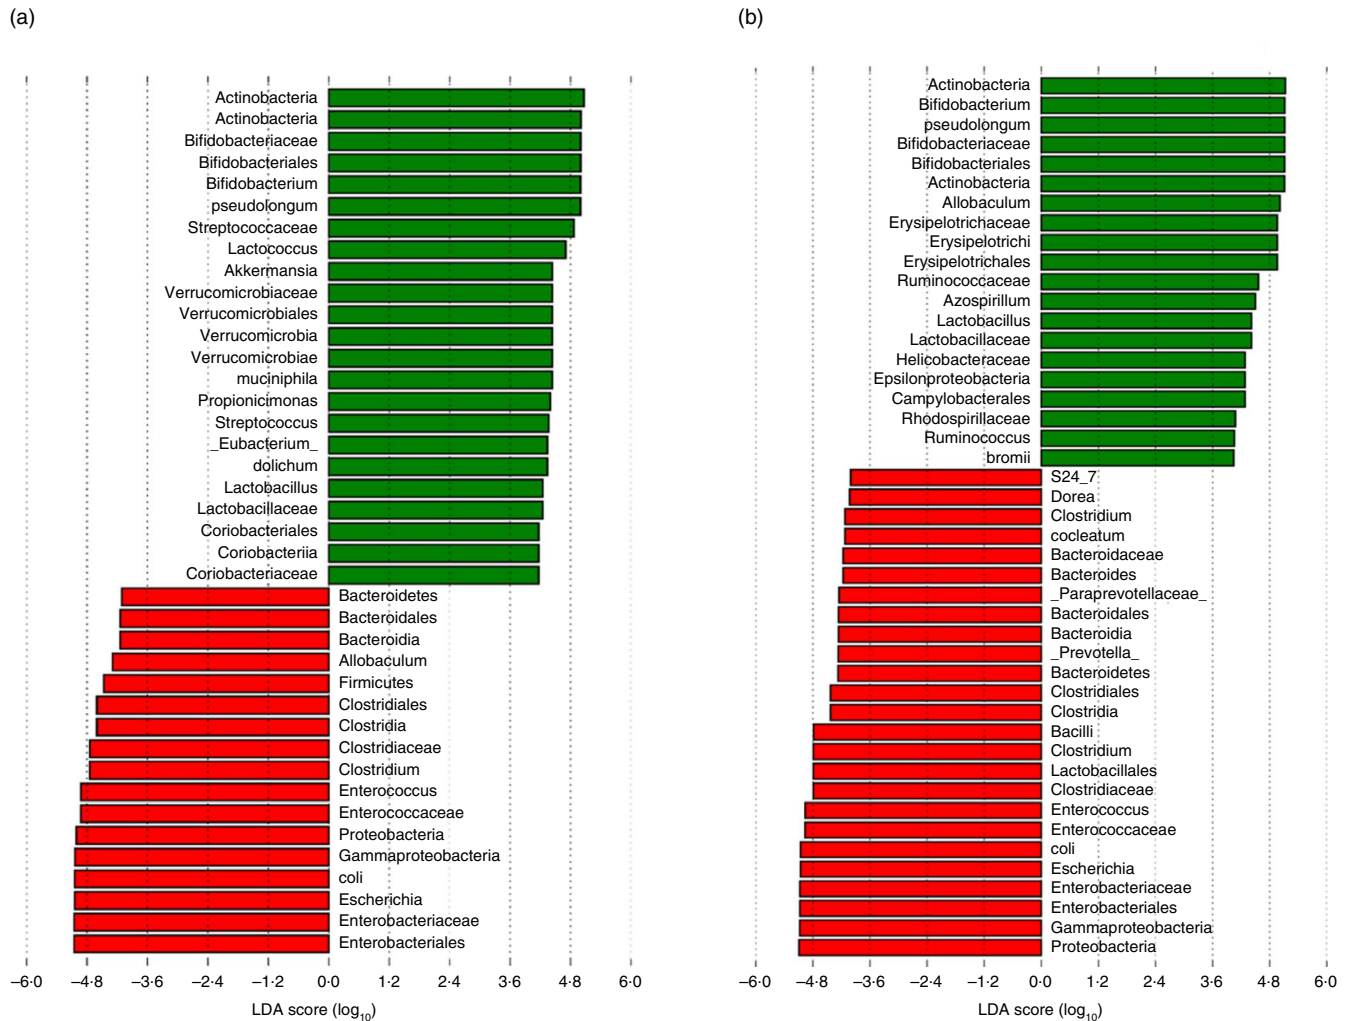 (a)
Actinobacteria
Actinobacteria
Bifidobacteriaceae
Bifidobacteriales
Bifidobacterium
pseudolongum
Streptococcaceae
Lactococcus
Akkermansia
Verrucomicrobiaceae
Verrucomicrobiales
Verrucomicrobia
Verrucomicrobiae
muciniphila
Propionicimonas
Streptococcus
_Eubacterium_
dolichum
Lactobacillus
Lactobacillaceae
Coriobacteriales
Coriobacteriia
Coriobacteriaceae
Bacteroidetes
Bacteroidales
Bacteroidia
Allobaculum
Firmicutes
Clostridiales
Clostridia
Clostridiaceae
Clostridium
Enterococcus
Enterococcaceae
Proteobacteria
Gammaproteobacteria
coli
Escherichia
Enterobacteriaceae
Enterobacteriales
−6·0 −4·8 −3·6 −2·4 −1·2 0·0 1·2 2·4 3·6 4·8 6·0
LDA score (log10)
(b)
Actinobacteria
Bifidobacterium
pseudolongum
Bifidobacteriaceae
Bifidobacteriales
Actinobacteria
Allobaculum
Erysipelotrichaceae
Erysipelotrichi
Erysipelotrichales
Ruminococcaceae
Azospirillum
Lactobacillus
Lactobacillaceae
Helicobacteraceae
Epsilonproteobacteria
Campylobacterales
Rhodospirillaceae
Ruminococcus
bromii
S24_7
Dorea
Clostridium
cocleatum
Bacteroidaceae
Bacteroides
_Paraprevotellaceae_
Bacteroidales
Bacteroidia
_Prevotella_
Bacteroidetes
Clostridiales
Clostridia
Bacilli
Clostridium
Lactobacillales
Clostridiaceae
Enterococcus
Enterococcaceae
coli
Escherichia
Enterobacteriaceae
Enterobacteriales
Gammaproteobacteria
Proteobacteria
−6·0 −4·8 −3·6 −2·4 −1·2 0·0 1·2 2·4 3·6 4·8 6·0
LDA score (log10)